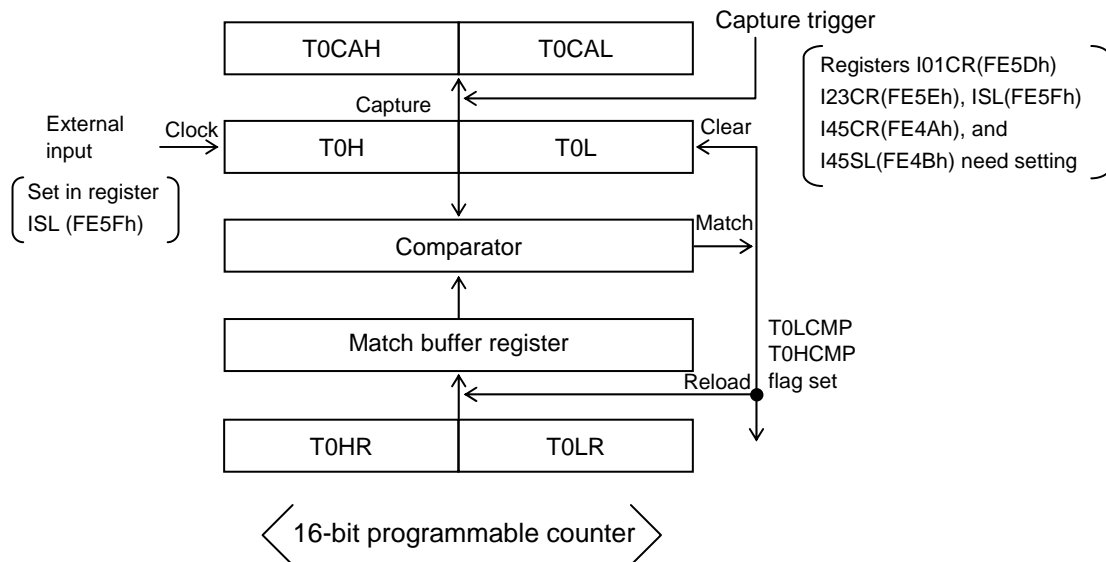 Capture trigger
T0CAH
T0CAL
Registers I01CR(FE5Dh)
I23CR(FE5Eh), ISL(FE5Fh)
I45CR(FE4Ah), and
I45SL(FE4Bh) need setting
Capture
External
input
Clock
T0H
T0L
Clear
Set in register
ISL (FE5Fh)
Comparator
Match
Match buffer register
T0LCMP
T0HCMP
flag set
Reload
T0HR
T0LR
16-bit programmable counter